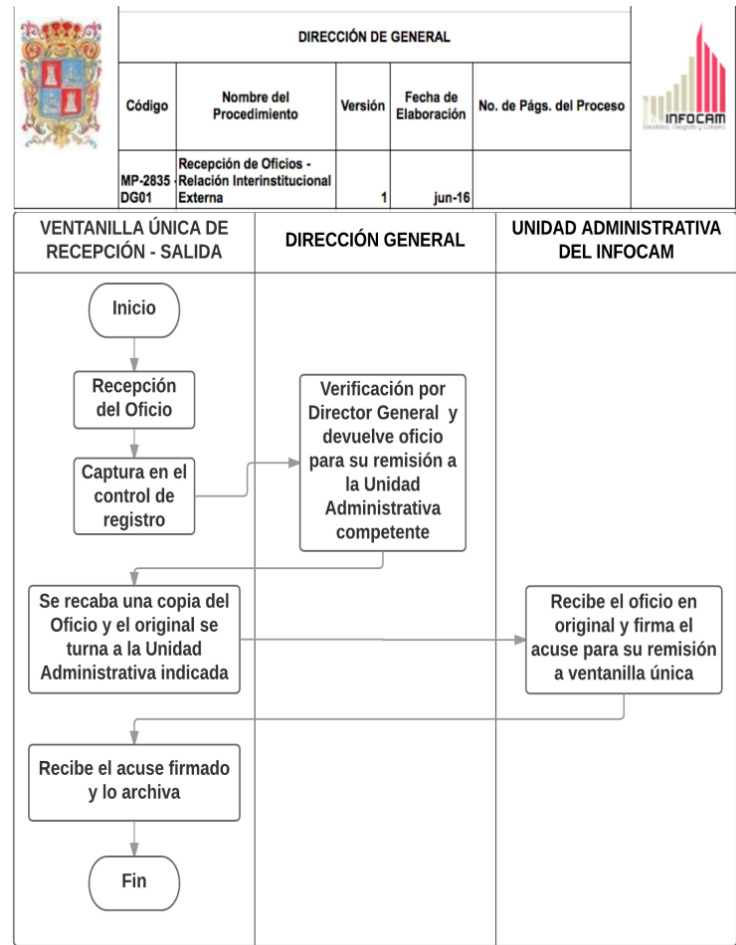 DIRECCIÓN DE GENERAL
Código
Nombre del
Procedimiento
Versión
Fecha de
Elaboración
No. de Págs. del Proceso
INFOCAM
Estadística, Geografía y Catastro
MP-2835 -
DG01
Recepción de Oficios -
Relación Interinstitucional
Externa
1
jun-16
VENTANILLA ÚNICA DE
RECEPCIÓN - SALIDA
DIRECCIÓN GENERAL
UNIDAD ADMINISTRATIVA
DEL INFOCAM
Inicio
Recepción
del Oficio
Captura en el
control de
registro
Verificación por
Director General y
devuelve oficio
para su remisión a
la Unidad
Administrativa
competente
Se recaba una copia del
Oficio y el original se
turna a la Unidad
Administrativa indicada
Recibe el oficio en
original y firma el
acuse para su remisión
a ventanilla única
Recibe el acuse firmado
y lo archiva
Fin